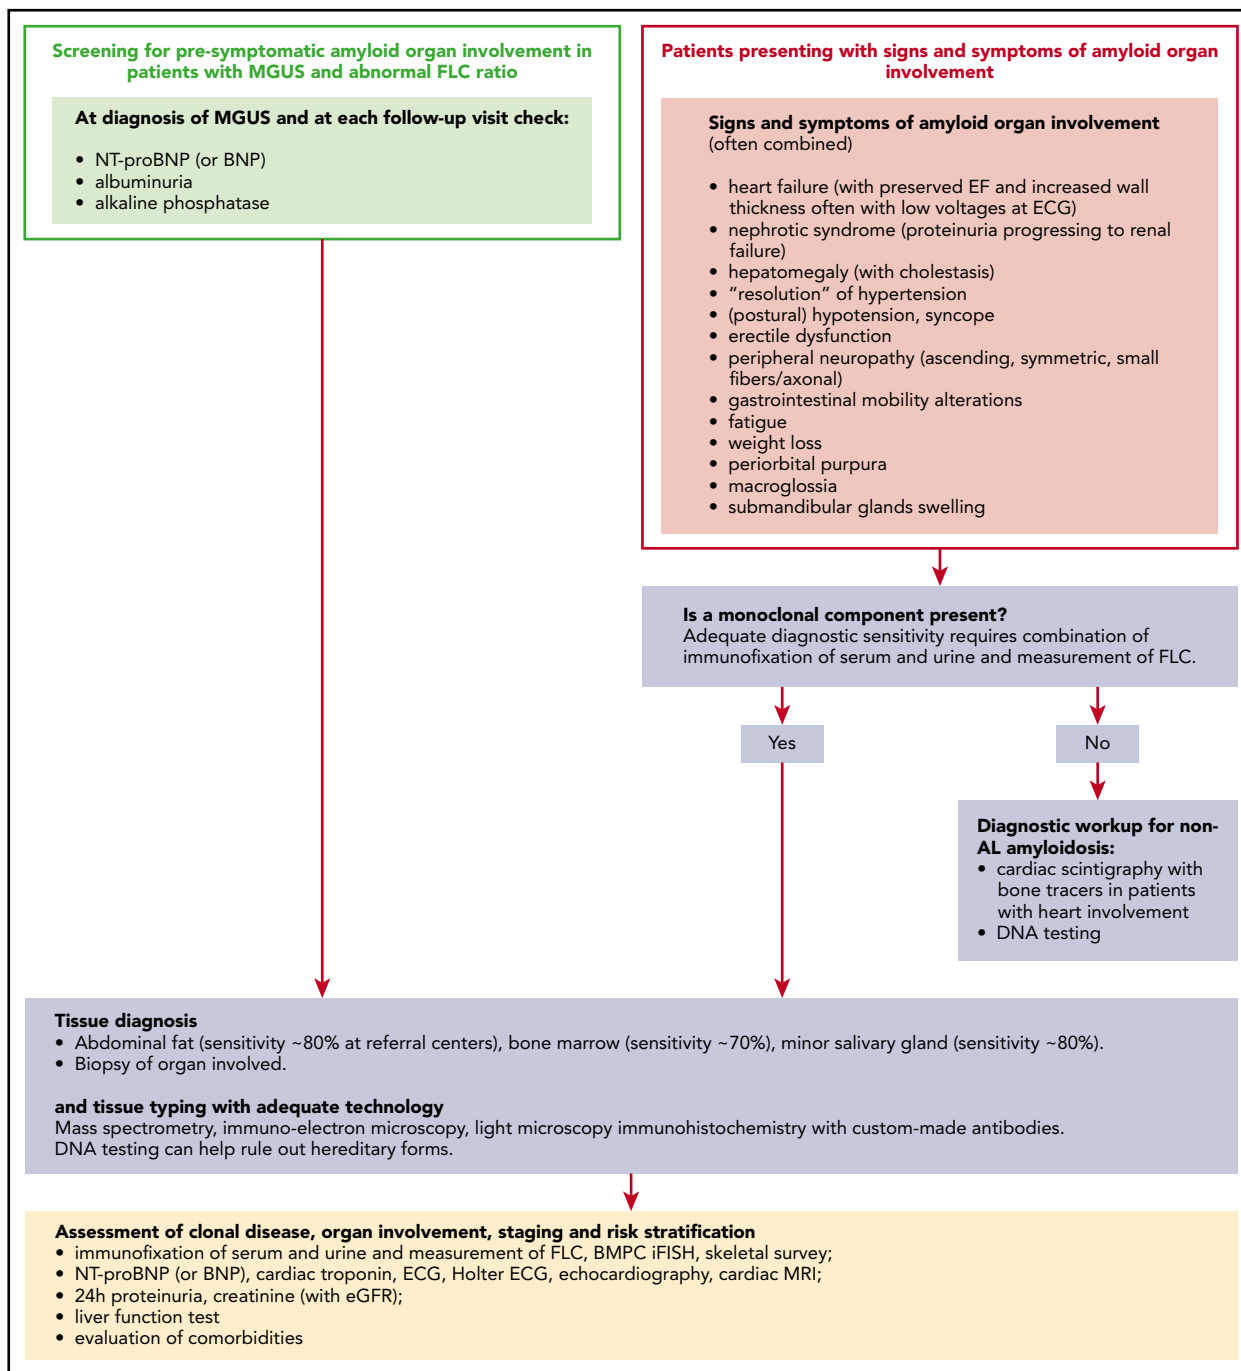 Screening for pre-symptomatic amyloid organ involvement in
patients with MGUS and abnormal FLC ratio
At diagnosis of MGUS and at each follow-up visit check:
• NT-proBNP (or BNP)
• albuminuria
• alkaline phosphatase
Patients presenting with signs and symptoms of amyloid organ
involvement
Signs and symptoms of amyloid organ involvement
(often combined)
• heart failure (with preserved EF and increased wall
thickness often with low voltages at ECG)
• nephrotic syndrome (proteinuria progressing to renal
failure)
• hepatomegaly (with cholestasis)
• “resolution” of hypertension
• (postural) hypotension, syncope
• erectile dysfunction
• peripheral neuropathy (ascending, symmetric, small
fibers/axonal)
• gastrointestinal mobility alterations
• fatigue
• weight loss
• periorbital purpura
• macroglossia
• submandibular glands swelling
Is a monoclonal component present?
Adequate diagnostic sensitivity requires combination of
immunofixation of serum and urine and measurement of FLC.
Yes
No
Diagnostic workup for non-
AL amyloidosis:
• cardiac scintigraphy with
bone tracers in patients
with heart involvement
• DNA testing
Tissue diagnosis
• Abdominal fat (sensitivity ~80% at referral centers), bone marrow (sensitivity ~70%), minor salivary gland (sensitivity ~80%).
• Biopsy of organ involved.
and tissue typing with adequate technology
Mass spectrometry, immuno-electron microscopy, light microscopy immunohistochemistry with custom-made antibodies.
DNA testing can help rule out hereditary forms.
Assessment of clonal disease, organ involvement, staging and risk stratification
• immunofixation of serum and urine and measurement of FLC, BMPC iFISH, skeletal survey;
• NT-proBNP (or BNP), cardiac troponin, ECG, Holter ECG, echocardiography, cardiac MRI;
• 24h proteinuria, creatinine (with eGFR);
• liver function test
• evaluation of comorbidities